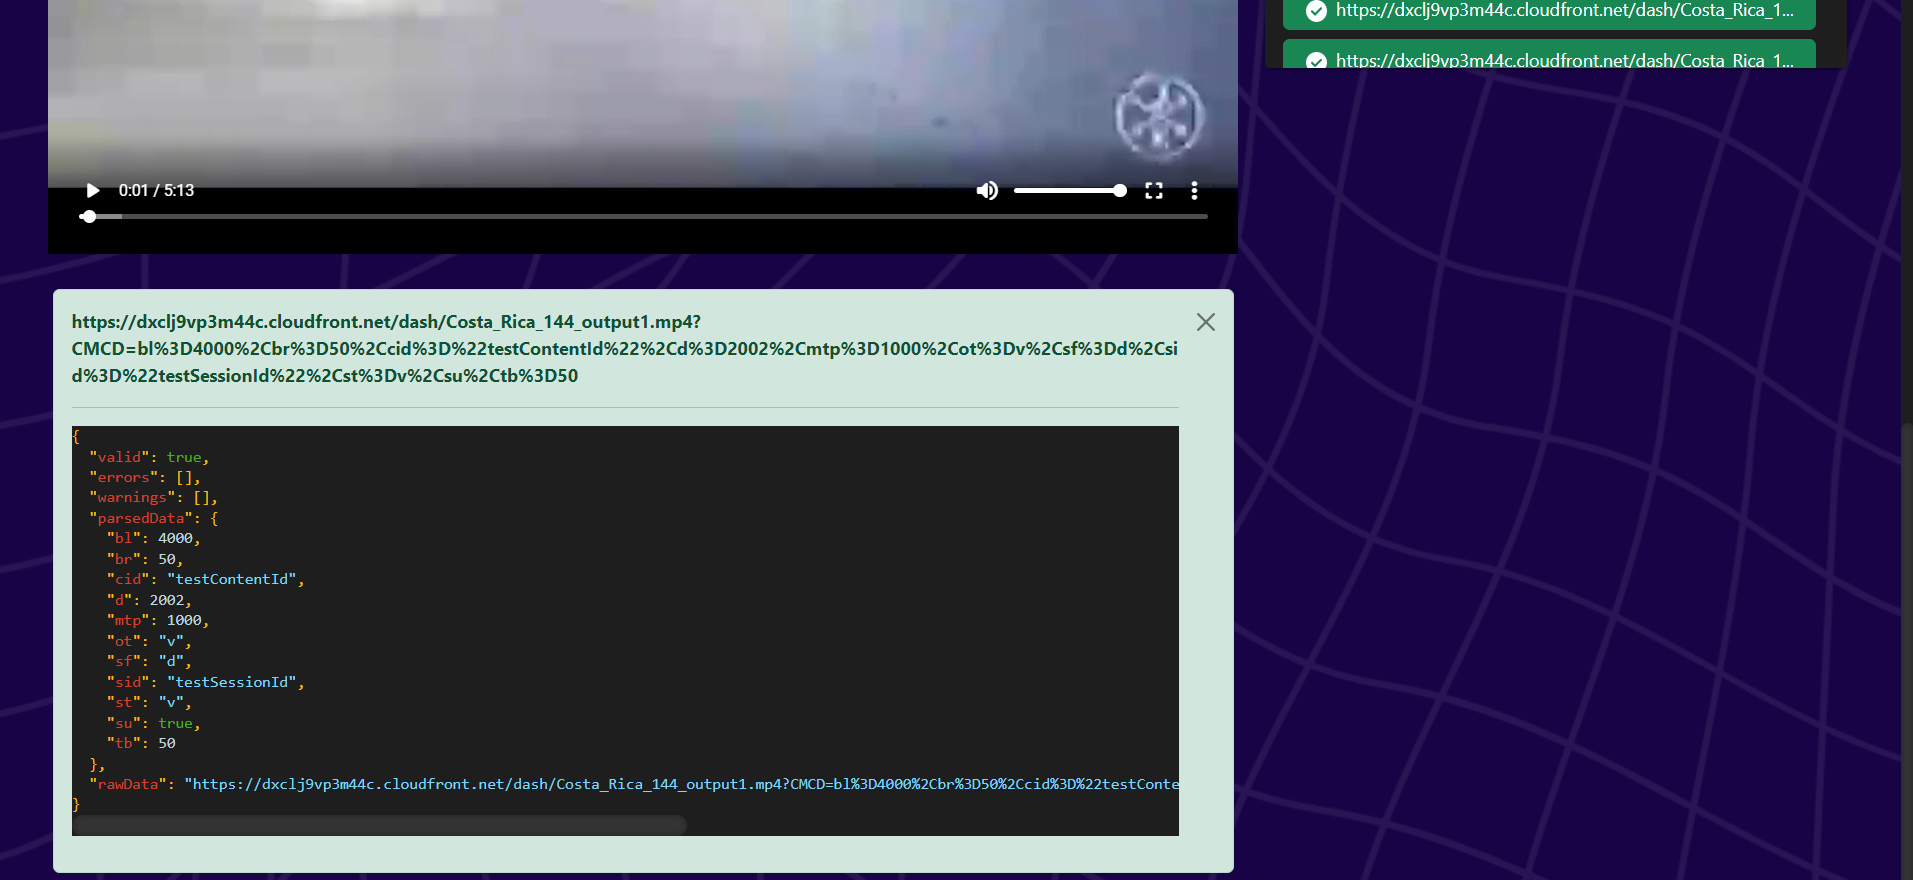 https://dxclj9vp3m44c.cloudfront.net/dash/Costa_Rica_1...
https://dxclj9vp3m44c.cloudfront.net/dash/Costa_Rica_1...
0:01 / 5:13
https://dxclj9vp3m44c.cloudfront.net/dash/Costa_Rica_144_output1.mp4?
CMCD=bl%3D4000%2Cbr%3D50%2Ccid%3D%22testContentId%22%2Cd%3D2002%2Cmtp%3D1000%2Cot%3Dv%2Csf%3Dd%2Csi
d%3D%22testSessionId%22%2Cst%3Dv%2Csu%2Ctb%3D50
{
"valid": true,
"errors": [],
"warnings": [],
"parsedData": {
"bl": 4000,
"br": 50,
"cid": "testContentId",
"d": 2002,
"mtp": 1000,
"ot": "v",
"sf": "d",
"sid": "testSessionId",
"st": "v",
"su": true,
"tb": 50
},
"rawData": "https://dxclj9vp3m44c.cloudfront.net/dash/Costa_Rica_144_output1.mp4?CMCD=bl%3D4000%2Cbr%3D50%2Ccid%3D%22testConte
}